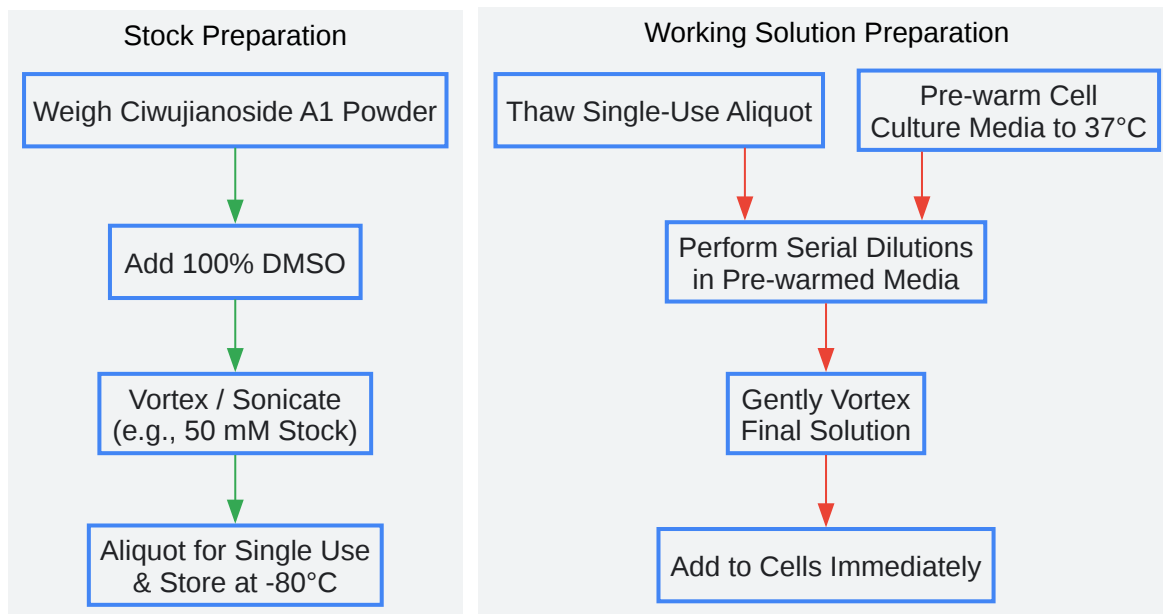 Stock Preparation
Weigh Ciwujianoside A1 Powder
Add 100% DMSO
Vortex / Sonicate
(e.g., 50 mM Stock)
Aliquot for Single Use
& Store at -80°C
Working Solution Preparation
Thaw Single-Use Aliquot
Pre-warm Cell
Culture Media to 37°C
Perform Serial Dilutions
in Pre-warmed Media
Gently Vortex
Final Solution
Add to Cells Immediately